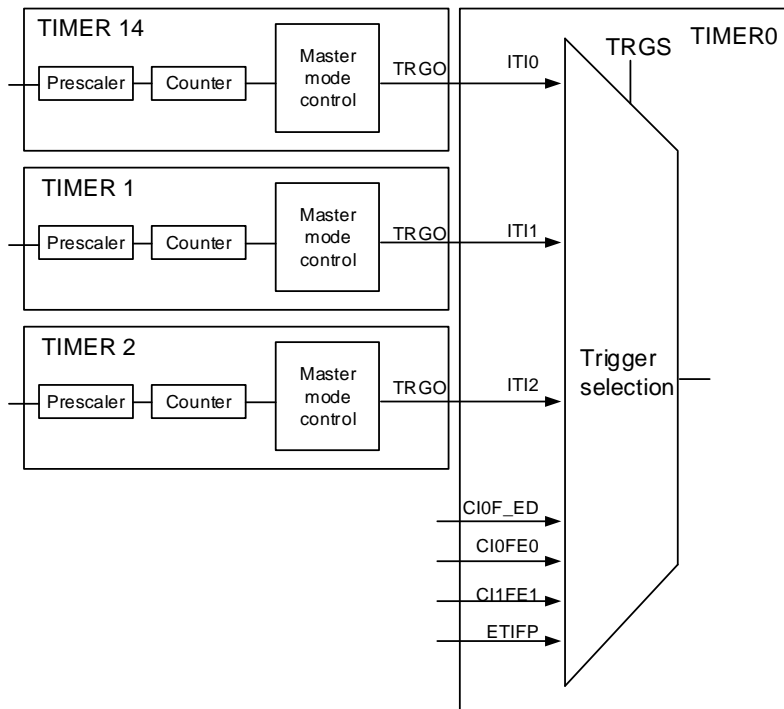 TIMER 14
TIMER0
Prescaler
Counter
Master
mode
control
TRGO
ITI0
TRGS
TIMER 1
Prescaler
Counter
Master
mode
control
TRGO
ITI1
TIMER 2
Prescaler
Counter
Master
mode
control
TRGO
ITI2
Trigger
selection
CI0F_ED
CI0FE0
CI1FE1
ETIFP